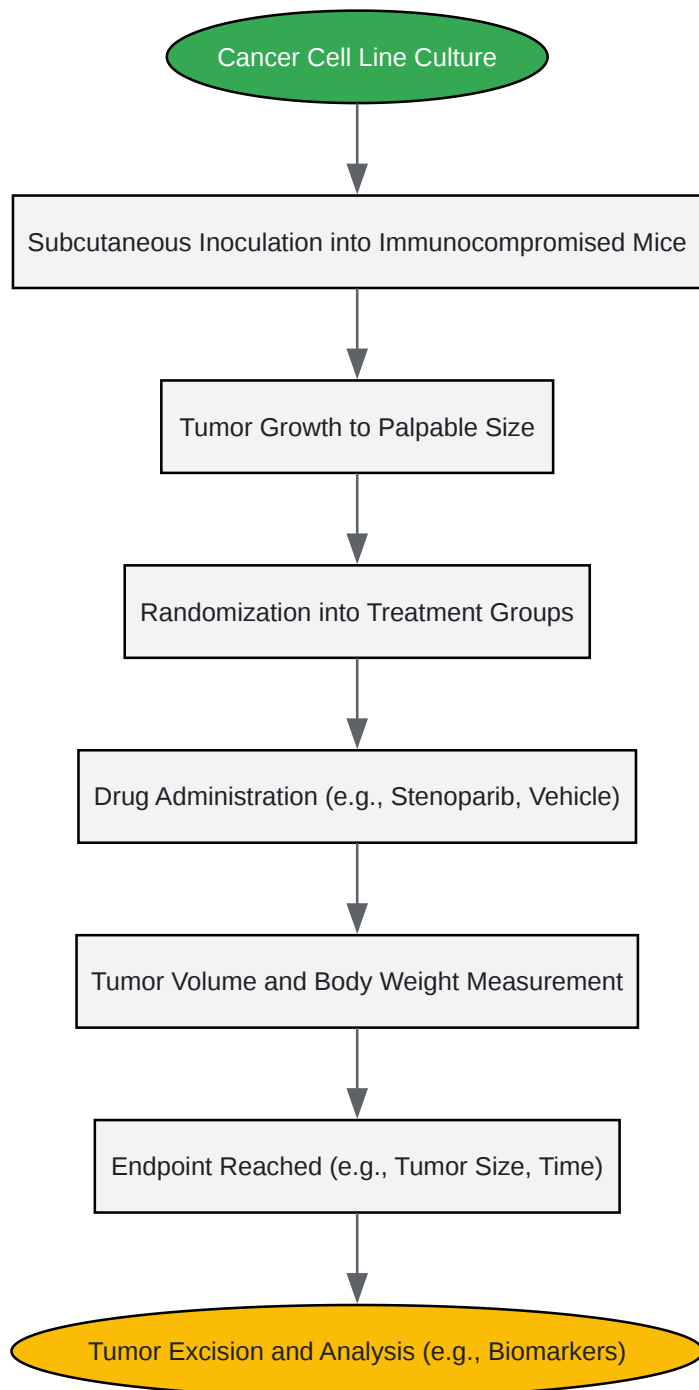 Cancer Cell Line Culture
Subcutaneous Inoculation into Immunocompromised Mice
Tumor Growth to Palpable Size
Randomization into Treatment Groups
Drug Administration (e.g., Stenoparib, Vehicle)
Tumor Volume and Body Weight Measurement
Endpoint Reached (e.g., Tumor Size, Time)
Tumor Excision and Analysis (e.g., Biomarkers)